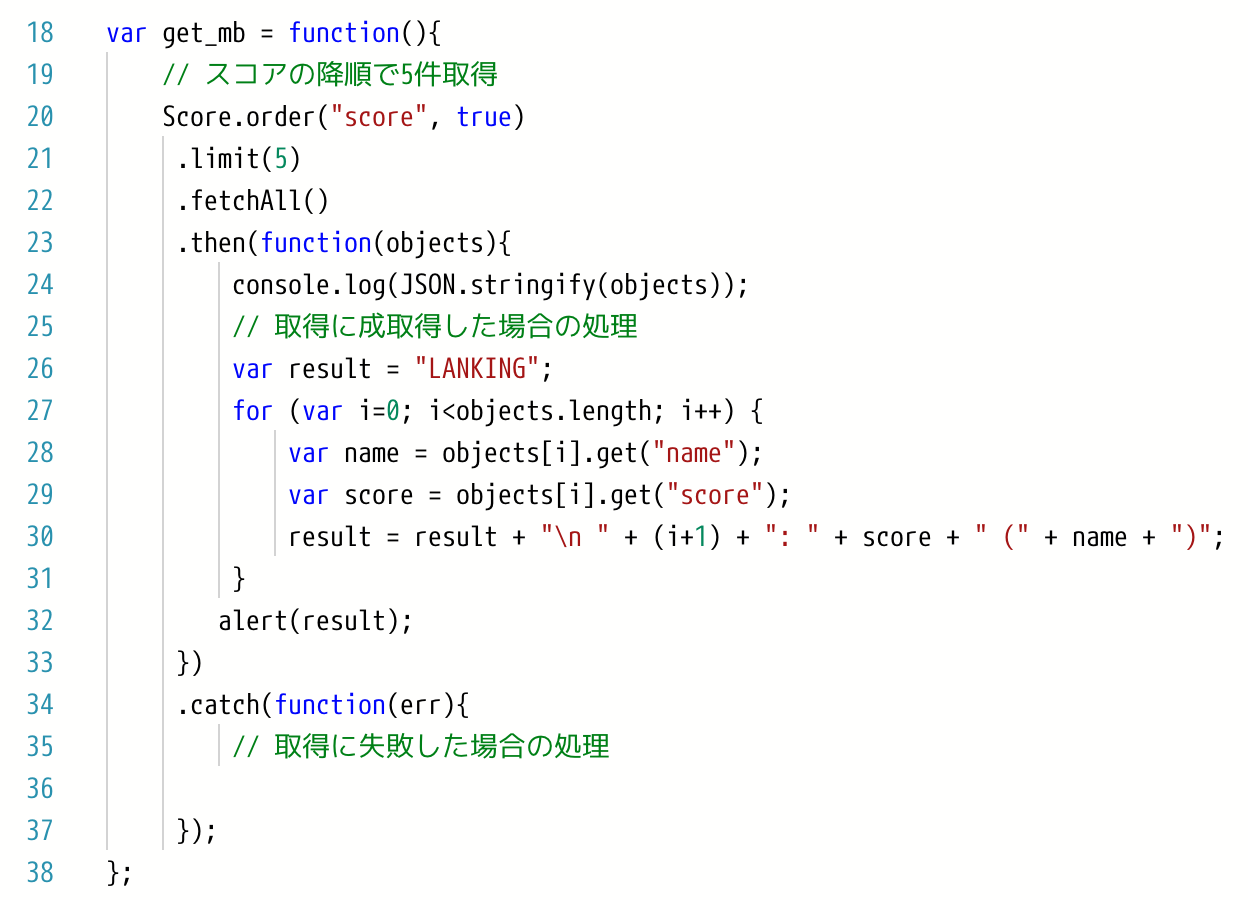 18 var get_mb = function(){
19 // スコアの降順で5件取得
20 Score.order("score", true)
21 .limit(5)
22 .fetchAll()
23 .then(function(objects){
24 console.log(JSON.stringify(objects));
25 // 取得に成取得した場合の処理
26 var result = "LANKING";
27 for (var i=0; i<objects.length; i++) {
28 var name = objects[i].get("name");
29 var score = objects[i].get("score");
30 result = result + "\n " + (i+1) + ": " + score + " (" + name + ")";
31 }
32 alert(result);
33 })
34 .catch(function(err){
35 // 取得に失敗した場合の処理
36
37 });
38 };